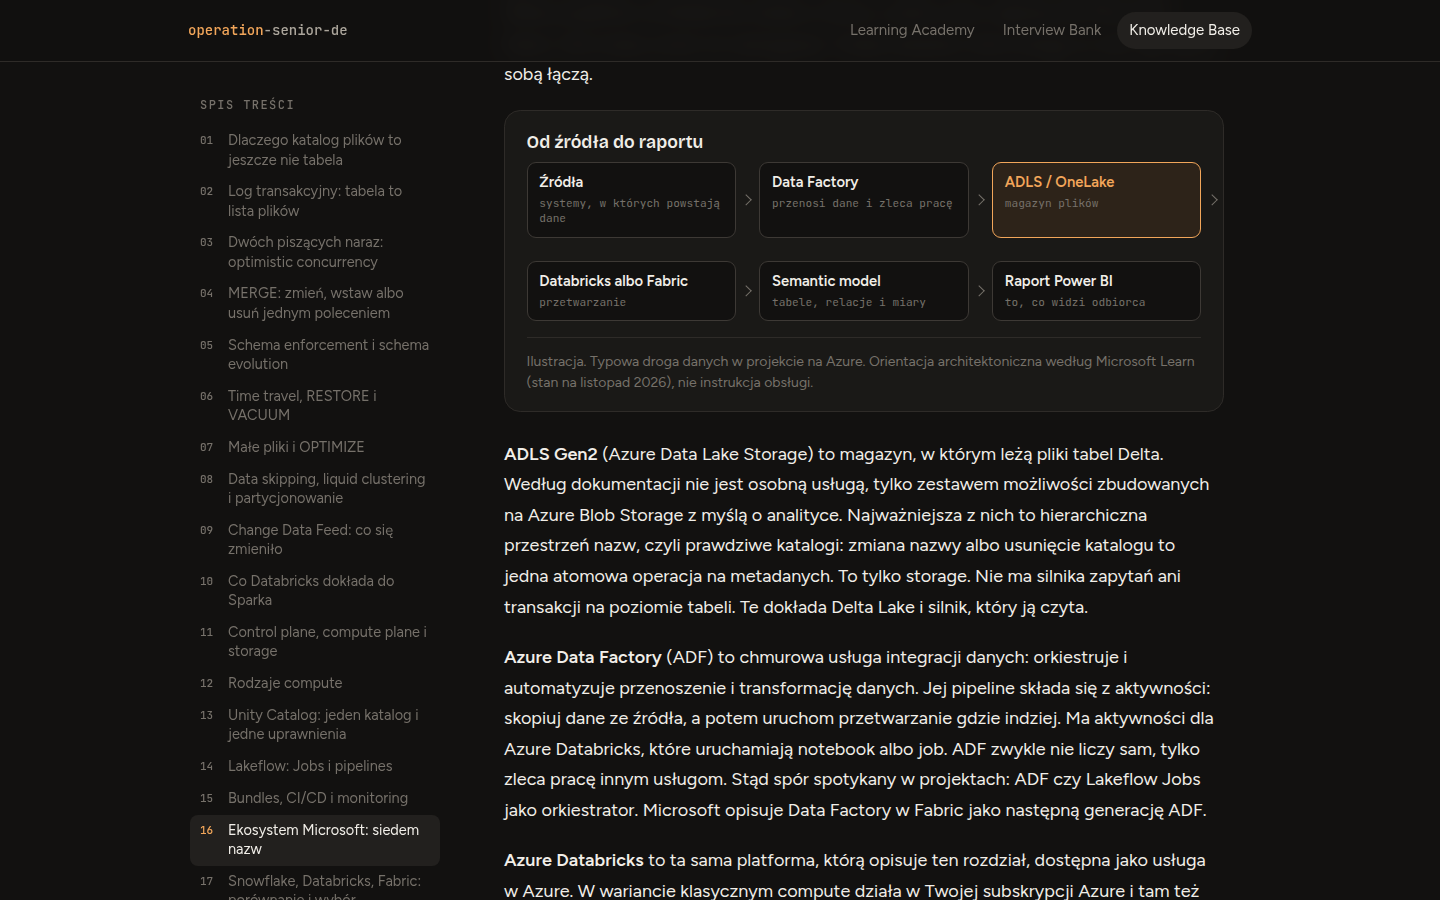 operation-senior-de
Learning Academy
Interview Bank
Knowledge Base
SPIS TREŚCI
01 Dlaczego katalog plików to
jeszcze nie tabela
02 Log transakcyjny: tabela to
lista plików
03 Dwóch piszących naraz:
optimistic concurrency
04 MERGE: zmień, wstaw albo
usuń jednym poleceniem
05 Schema enforcement i schema
evolution
06 Time travel, RESTORE i
VACUUM
07 Małe pliki i OPTIMIZE
08 Data skipping, liquid clustering
i partycjonowanie
09 Change Data Feed: co się
zmieniło
10 Co Databricks dokłada do
Sparka
11 Control plane, compute plane i
storage
12 Rodzaje compute
13 Unity Catalog: jeden katalog i
jedne uprawnienia
14 Lakeflow: Jobs i pipelines
15 Bundles, CI/CD i monitoring
16 Ekosystem Microsoft: siedem
nazw
17 Snowflake, Databricks, Fabric:
porównanie i wybór
sobą łączą.
Od źródła do raportu
Źródła
systemy, w których powstają
dane
Data Factory
przenosi dane i zleca pracę
ADLS / OneLake
magazyn plików
Databricks albo Fabric
przetwarzanie
Semantic model
tabele, relacje i miary
Raport Power BI
to, co widzi odbiorca
Ilustracja. Typowa droga danych w projekcie na Azure. Orientacja architektoniczna według Microsoft Learn
(stan na listopad 2026), nie instrukcja obsługi.
ADLS Gen2 (Azure Data Lake Storage) to magazyn, w którym leżą pliki tabel Delta.
Według dokumentacji nie jest osobną usługą, tylko zestawem możliwości zbudowanych
na Azure Blob Storage z myślą o analityce. Najważniejsza z nich to hierarchiczna
przestrzeń nazw, czyli prawdziwe katalogi: zmiana nazwy albo usunięcie katalogu to
jedna atomowa operacja na metadanych. To tylko storage. Nie ma silnika zapytań ani
transakcji na poziomie tabeli. Te dokłada Delta Lake i silnik, który ją czyta.
Azure Data Factory (ADF) to chmurowa usługa integracji danych: orkiestruje i
automatyzuje przenoszenie i transformację danych. Jej pipeline składa się z aktywności:
skopiuj dane ze źródła, a potem uruchom przetwarzanie gdzie indziej. Ma aktywności dla
Azure Databricks, które uruchamiają notebook albo job. ADF zwykle nie liczy sam, tylko
zleca pracę innym usługom. Stąd spór spotykany w projektach: ADF czy Lakeflow Jobs
jako orkiestrator. Microsoft opisuje Data Factory w Fabric jako następną generację ADF.
Azure Databricks to ta sama platforma, którą opisuje ten rozdział, dostępna jako usługa
w Azure. W wariancie klasycznym compute działa w Twojej subskrypcji Azure i tam też